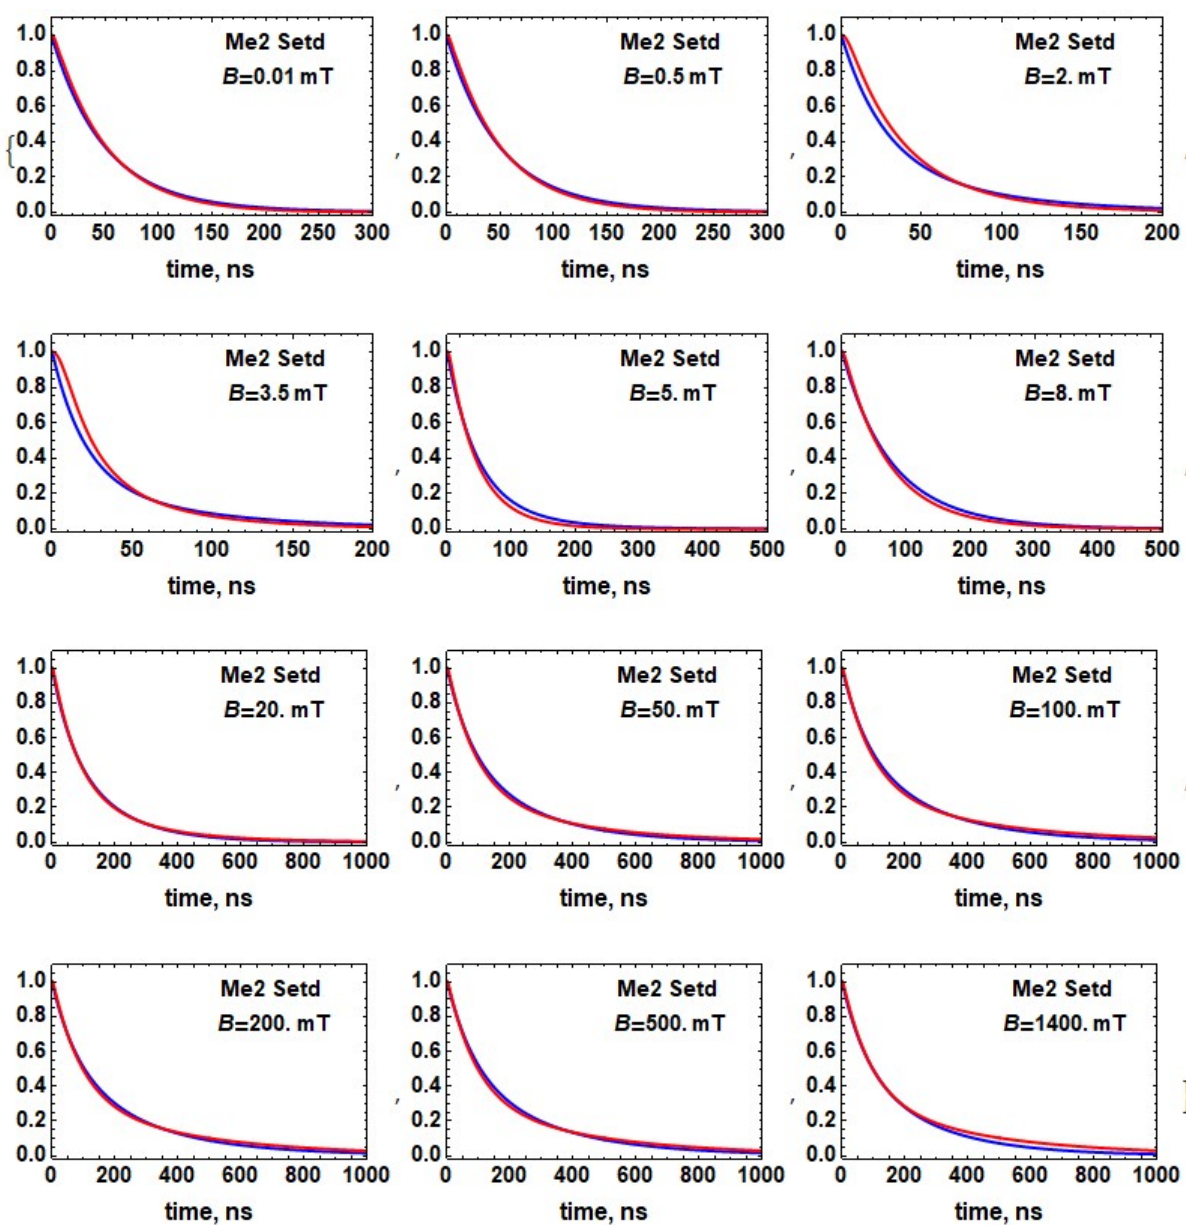 1.0 Me2 Setd 1.0 Me2 Setd 1.0 Me2 Setd
0.8 B=0.01 mT 0.8 B=0.5 mT 0.8 B=2. mT
0.6 0.6 0.6
{ 0.4 , 0.4 , 0.4 ,
0.2 0.2 0.2
0.0 0.0 0.0
0 50 100 150 200 250 300 0 50 100 150 200 250 300 0 50 100 150 200
time, ns time, ns time, ns
1.0 Me2 Setd 1.0 Me2 Setd 1.0 Me2 Setd
0.8 B=3.5 mT 0.8 B=5. mT 0.8 B=8. mT
0.6 0.6 0.6
0.4 , 0.4 , 0.4 ,
0.2 0.2 0.2
0.0 0.0 0.0
0 50 100 150 200 0 100 200 300 400 500 0 100 200 300 400 500
time, ns time, ns time, ns
1.0 Me2 Setd 1.0 Me2 Setd 1.0 Me2 Setd
0.8 B=20. mT 0.8 B=50. mT 0.8 B=100. mT
0.6 0.6 0.6
0.4 , 0.4 , 0.4 ,
0.2 0.2 0.2
0.0 0.0 0.0
0 200 400 600 800 1000 0 200 400 600 800 1000 0 200 400 600 800 1000
time, ns time, ns time, ns
1.0 Me2 Setd 1.0 Me2 Setd 1.0 Me2 Setd
0.8 B=200. mT 0.8 B=500. mT 0.8 B=1400. mT
0.6 0.6 0.6
0.4 , 0.4 , 0.4
0.2 0.2 0.2
0.0 0.0 0.0
0 200 400 600 800 1000 0 200 400 600 800 1000 0 200 400 600 800 1000
time, ns time, ns time, ns